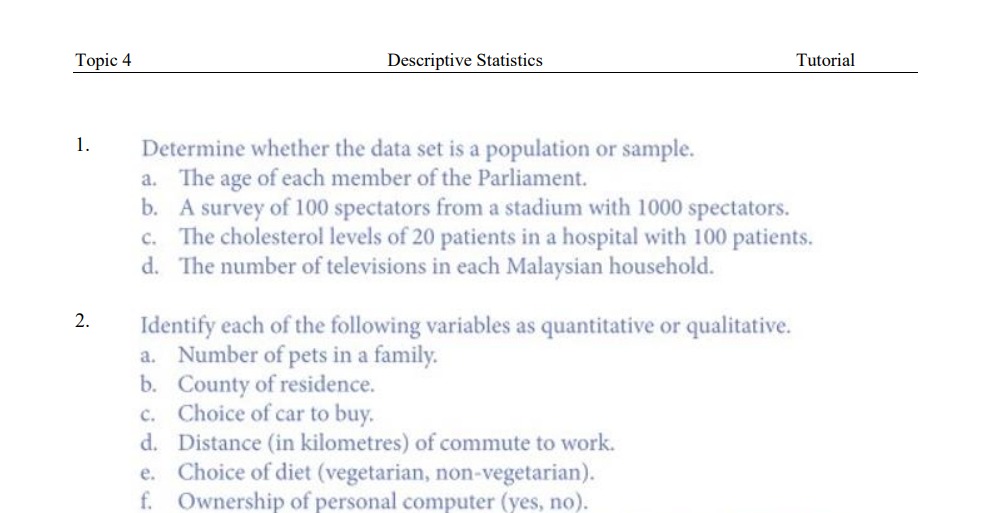 Topic 4 Descriptive Statistics Tutorial
1. Determine whether the data set is a population or sample.
a. The age of each member of the Parliament.
b. A survey of 100 spectators from a stadium with 1000 spectators.
c. The cholesterol levels of 20 patients in a hospital with 100 patients.
d. The number of televisions in each Malaysian household.
2. Identify each of the following variables as quantitative or qualitative.
a. Number of pets in a family.
b. County of residence.
c. Choice of car to buy.
d. Distance (in kilometres) of commute to work.
e. Choice of diet (vegetarian, non-vegetarian).
f. Ownership of personal computer (yes, no).